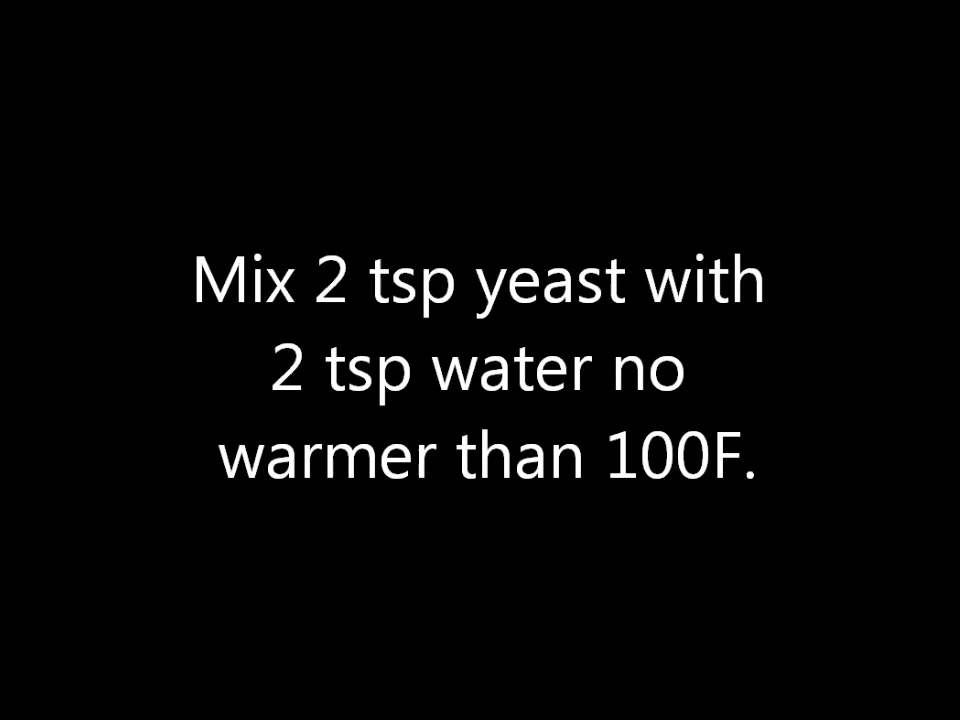 Mix 2 tsp yeast with
2 tsp water no
warmer than 100F.